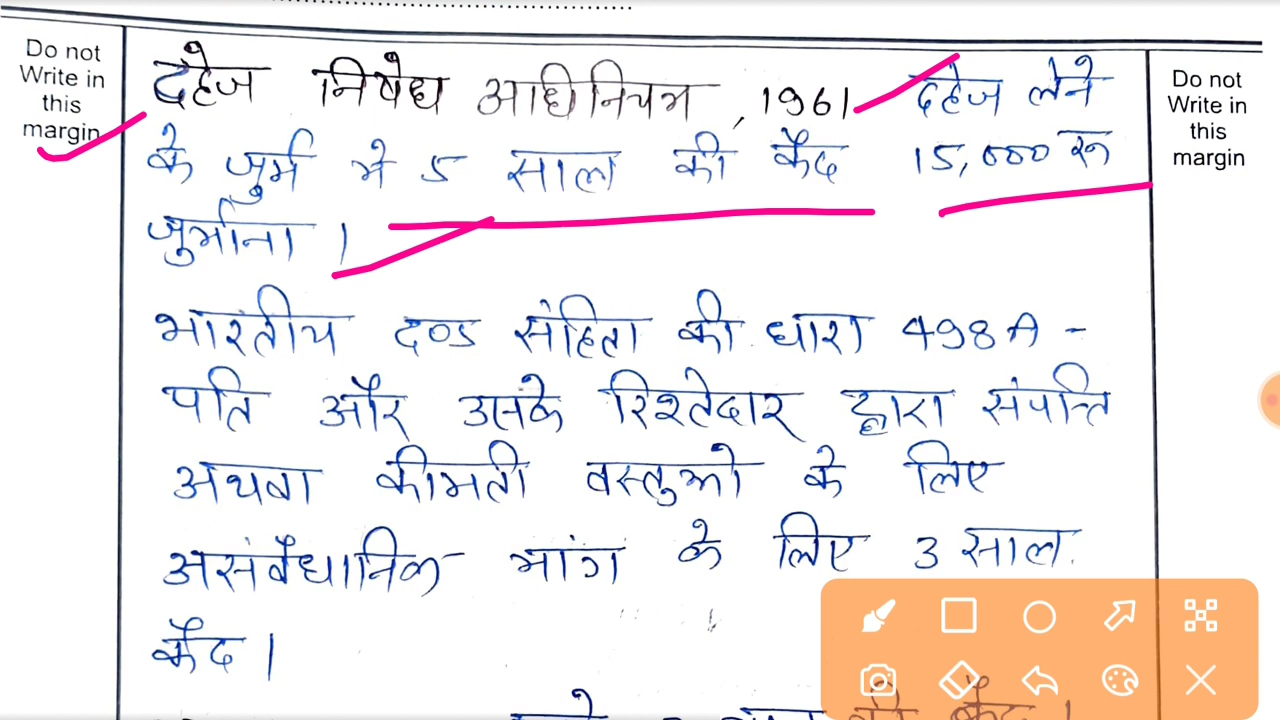 Do not
Write in
this
margin
दहेज निषेध अधिनियम, 1961 दहेज लेने
के जुर्म मे 5 साल की कैद 15,000 रू
जुर्माना।
भारतीय दण्ड संहिता की धारा 498A -
पति और उसके रिश्तेदार द्वारा संपत्ति
अथवा कीमती वस्तुओ के लिए
असंवैधानिक मांग के लिए 3 साल
कैद।
Do not
Write in
this
margin